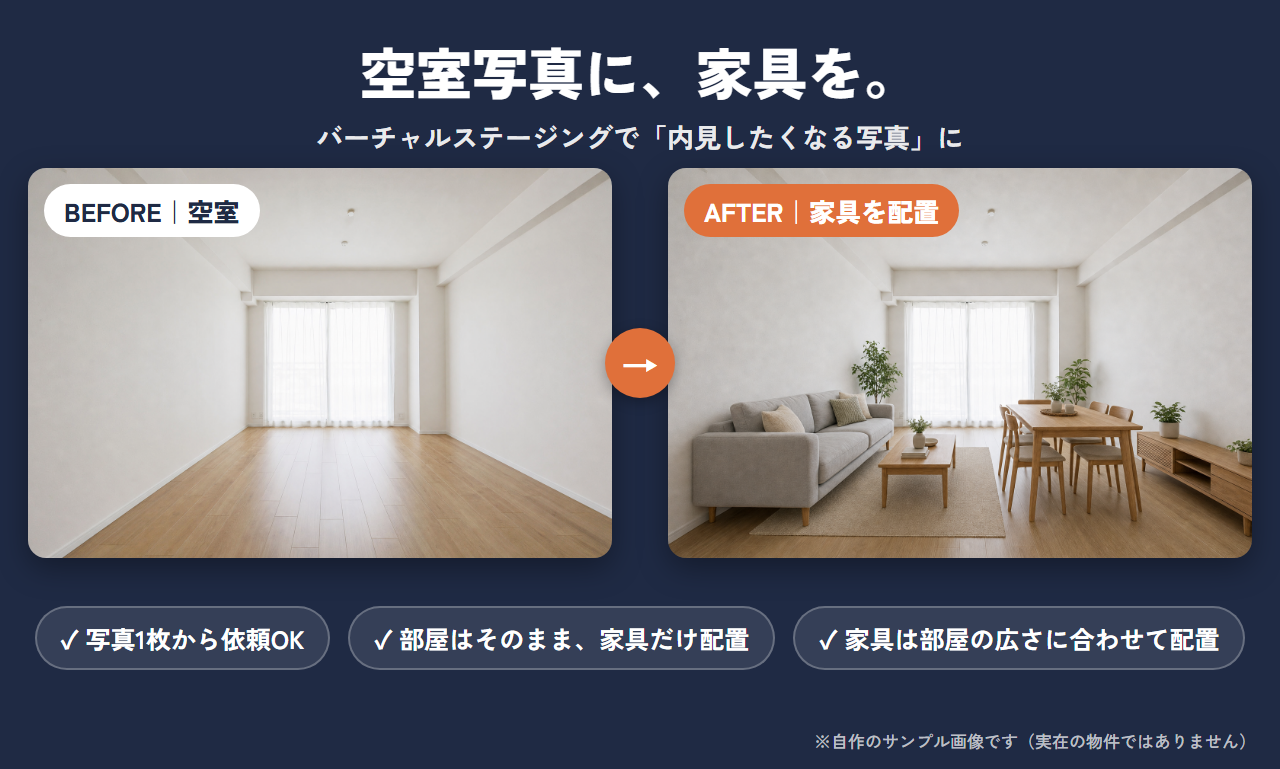 空室写真に、家具を。
バーチャルステージングで「内見したくなる写真」に
BEFORE｜空室
AFTER｜家具を配置
→
✓ 写真1枚から依頼OK
✓ 部屋はそのまま、家具だけ配置
✓ 家具は部屋の広さに合わせて配置
※自作のサンプル画像です（実在の物件ではありません）